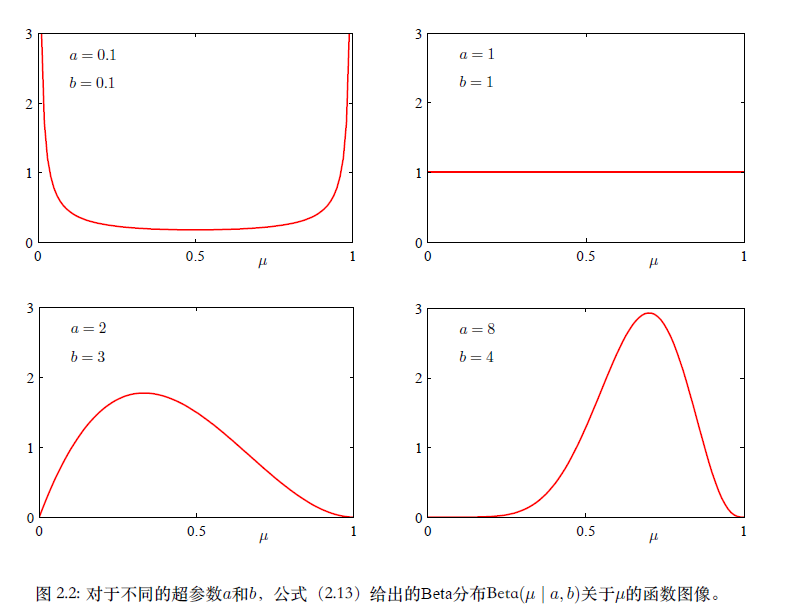 3
2
1
0
a = 0.1
b = 0.1
0 0.5 μ 1
3
2
1
0
a = 1
b = 1
0 0.5 μ 1
3
2
1
0
a = 2
b = 3
0 0.5 μ 1
3
2
1
0
a = 8
b = 4
0 0.5 μ 1
图 2.2: 对于不同的超参数a和b，公式（2.13）给出的Beta分布Beta(μ | a, b)关于μ的函数图像。